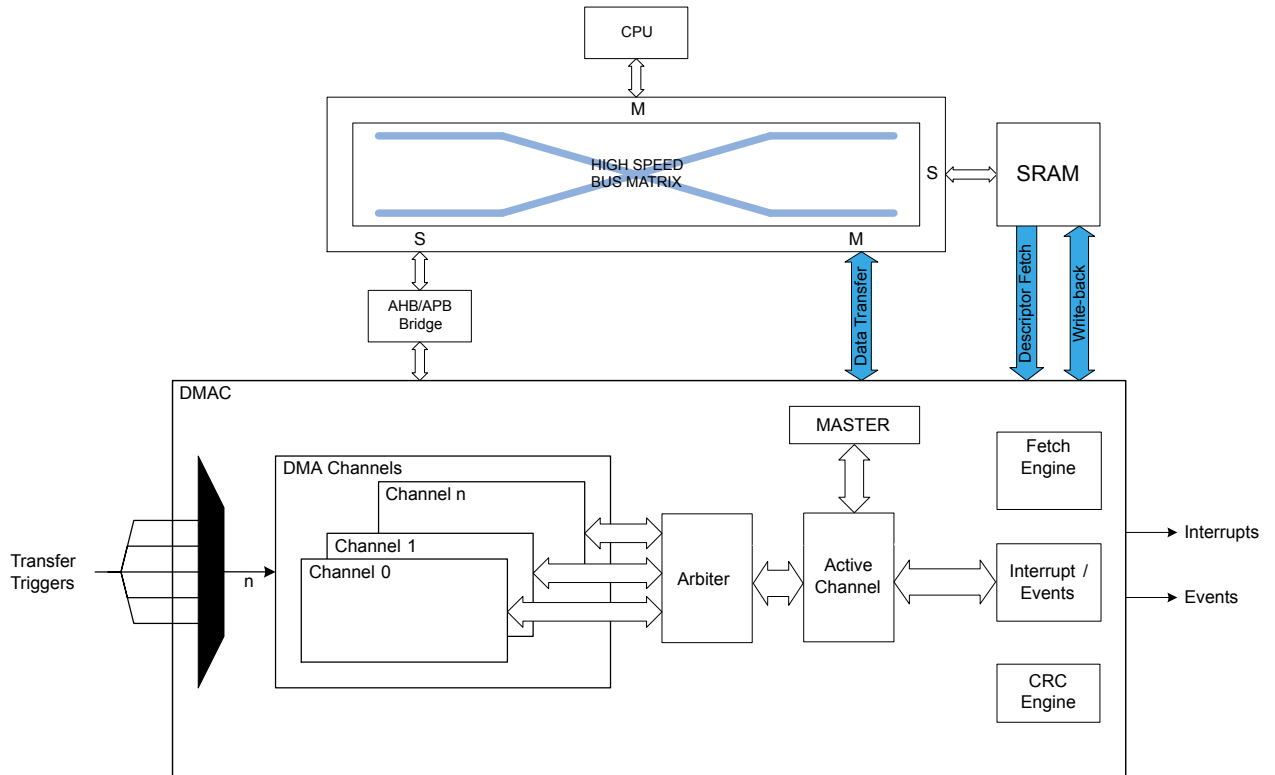 CPU
M
HIGH SPEED
BUS MATRIX
S
SRAM
S
M
AHB/APB
Bridge
Data Transfer
Descriptor Fetch
Write-back
DMAC
MASTER
Fetch
Engine
DMA Channels
Channel n
Channel 1
Channel 0
Transfer
Triggers
n
Arbiter
Active
Channel
Interrupt /
Events
Interrupts
Events
CRC
Engine